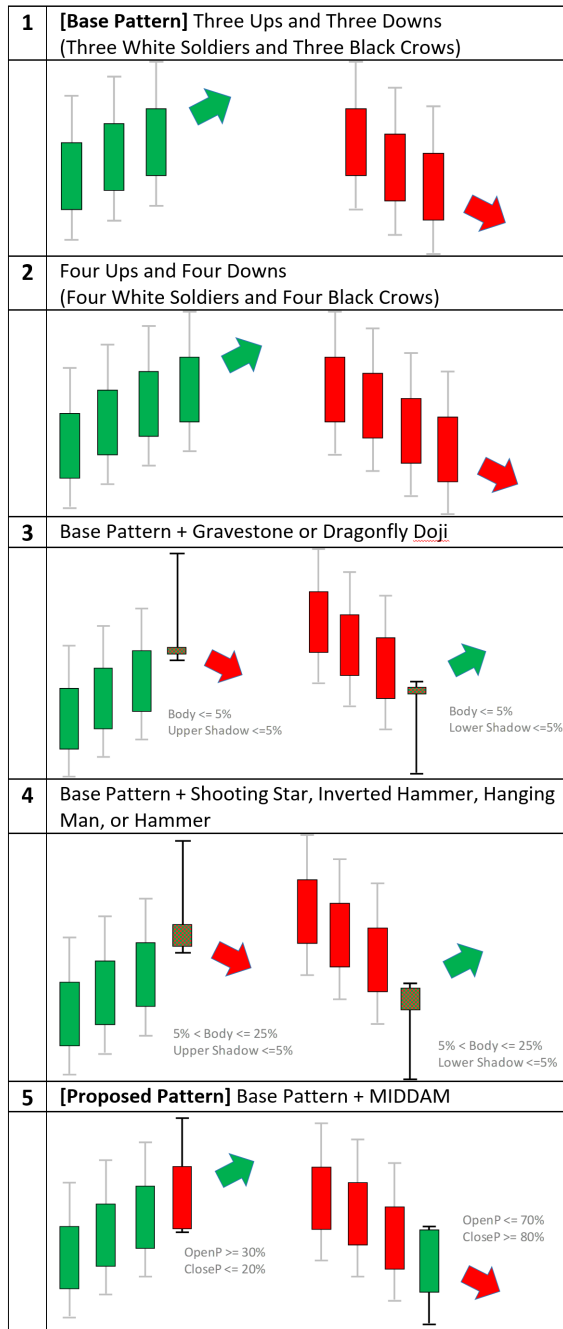 1
[Base Pattern] Three Ups and Three Downs
(Three White Soldiers and Three Black Crows)
2
Four Ups and Four Downs
(Four White Soldiers and Four Black Crows)
3
Base Pattern + Gravestone or Dragonfly Doji
Body <= 5%
Upper Shadow <=5%
Body <= 5%
Lower Shadow <=5%
4
Base Pattern + Shooting Star, Inverted Hammer, Hanging
Man, or Hammer
5% < Body <= 25%
Upper Shadow <=5%
5% < Body <= 25%
Lower Shadow <=5%
5
[Proposed Pattern] Base Pattern + MIDDAM
OpenP >= 30%
CloseP <= 20%
OpenP <= 70%
CloseP >= 80%